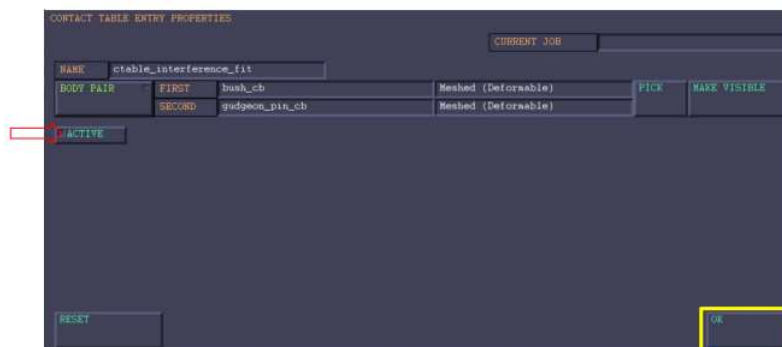 CONTACT TABLE ENTRY PROPERTIES
CURRENT JOB
NAME ctable_interference_fit
BODY PAIR FIRST bush_cb Meshed (Deformable) PICK MAKE VISIBLE
SECOND gudgeon_pin_cb Meshed (Deformable)
ACTIVE
RESET OK